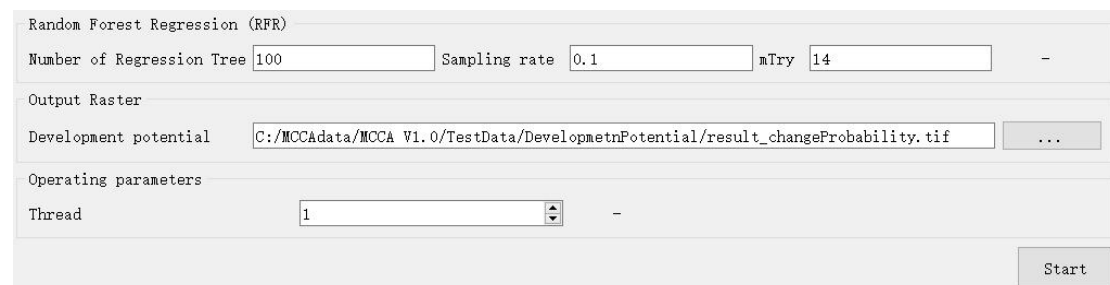 Random Forest Regression (RFR)
Number of Regression Tree 100 Sampling rate 0.1 mTry 14 -
Output Raster
Development potential C:/MCCAdata/MCCA V1.0/TestData/DevelopmetnPotential/result_changeProbability.tif ...
Operating parameters
Thread 1 -
Start